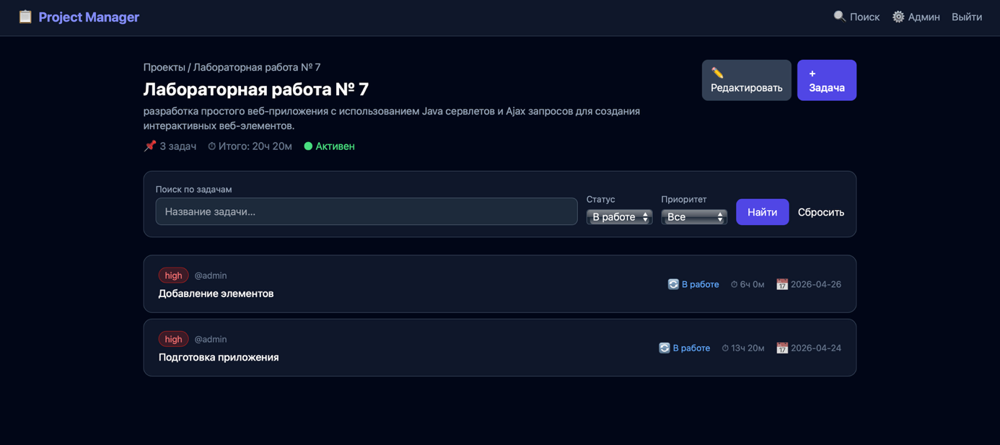 Project Manager
Поиск
Админ
Выйти
Проекты / Лабораторная работа № 7
Лабораторная работа № 7
разработка простого веб-приложения с использованием Java сервлетов и Ajax запросов для создания
интерактивных веб-элементов.
3 задач
Итого: 20ч 20м
Активен
Редактировать
+
Задача
Поиск по задачам
Название задачи...
Статус
В работе
Приоритет
Все
Найти
Сбросить
high @admin
Добавление элементов
В работе
6ч 0м
17
2026-04-26
high @admin
Подготовка приложения
В работе
13ч 20м
17
2026-04-24